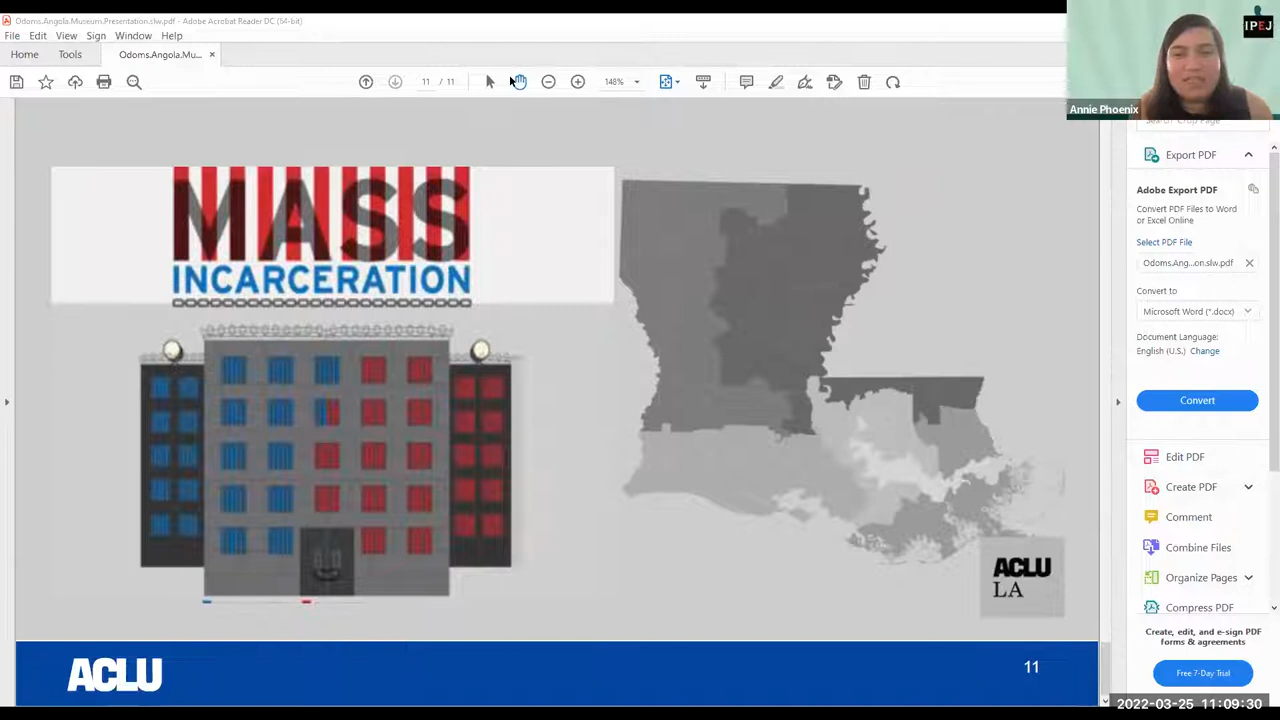 Odoms.Angola.Museum.Presentation.slw.pdf - Adobe Acrobat Reader DC (64-bit)
File Edit View Sign Window Help
Home Tools Odoms.Angola.Mu... ×
11 / 11 148%
IPEJ
Annie Phoenix
MASS
INCARCERATION
ACLU
LA
ACLU
11
Search 'Crop Page'
Export PDF
Adobe Export PDF
Convert PDF Files to Word
or Excel Online
Select PDF File
Odoms.Ang...on.slw.pdf
Convert to
Microsoft Word (*.docx)
Document Language:
English (U.S.) Change
Convert
Edit PDF
Create PDF
Comment
Combine Files
Organize Pages
Compress PDF
Create, edit, and e-sign PDF
forms & agreements
Free 7-Day Trial
2022-03-25 11:09:30